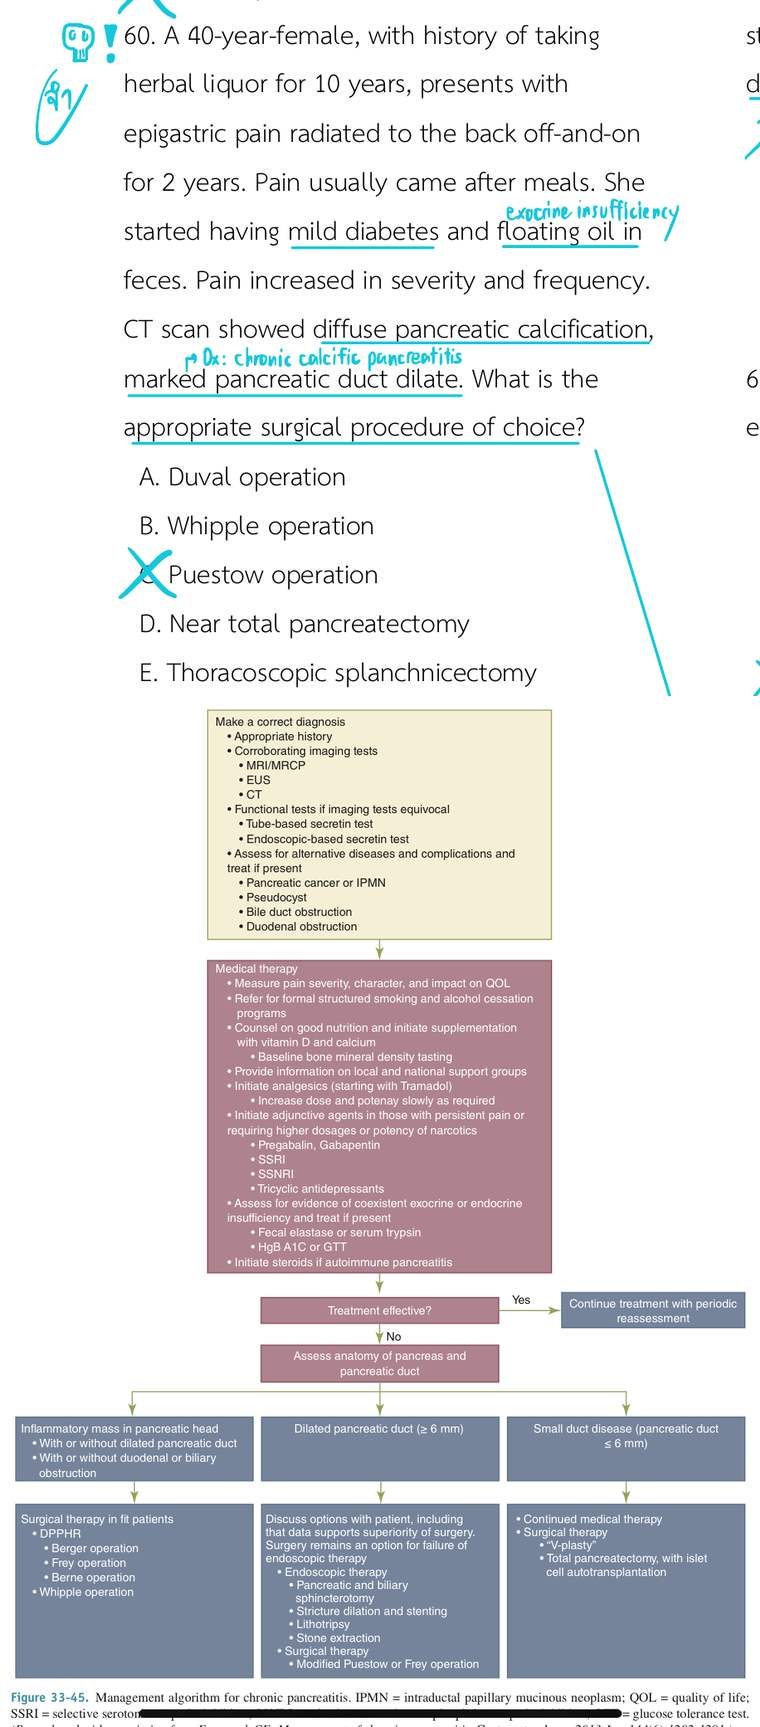 60. A 40-year-female, with history of taking
herbal liquor for 10 years, presents with
epigastric pain radiated to the back off-and-on
for 2 years. Pain usually came after meals. She
exocrine insufficiency
started having mild diabetes and floating oil in
feces. Pain increased in severity and frequency.
CT scan showed diffuse pancreatic calcification,
Dx: chronic calcific pancreatitis
marked pancreatic duct dilate. What is the
appropriate surgical procedure of choice?
A. Duval operation
B. Whipple operation
C. Puestow operation
D. Near total pancreatectomy
E. Thoracoscopic splanchnicectomy
Make a correct diagnosis
• Appropriate history
• Corroborating imaging tests
• MRI/MRCP
• EUS
• CT
• Functional tests if imaging tests equivocal
• Tube-based secretin test
• Endoscopic-based secretin test
• Assess for alternative diseases and complications and
treat if present
• Pancreatic cancer or IPMN
• Pseudocyst
• Bile duct obstruction
• Duodenal obstruction
Medical therapy
• Measure pain severity, character, and impact on QOL
• Refer for formal structured smoking and alcohol cessation
programs
• Counsel on good nutrition and initiate supplementation
with vitamin D and calcium
• Baseline bone mineral density tasting
• Provide information on local and national support groups
• Initiate analgesics (starting with Tramadol)
• Increase dose and potenay slowly as required
• Initiate adjunctive agents in those with persistent pain or
requiring higher dosages or potency of narcotics
• Pregabalin, Gabapentin
• SSRI
• SSNRI
• Tricyclic antidepressants
• Assess for evidence of coexistent exocrine or endocrine
insufficiency and treat if present
• Fecal elastase or serum trypsin
• HgB A1C or GTT
• Initiate steroids if autoimmune pancreatitis
Treatment effective?
Yes
Continue treatment with periodic
reassessment
No
Assess anatomy of pancreas and
pancreatic duct
Inflammatory mass in pancreatic head
• With or without dilated pancreatic duct
• With or without duodenal or biliary
obstruction
Dilated pancreatic duct (≥ 6 mm)
Small duct disease (pancreatic duct
≤ 6 mm)
Surgical therapy in fit patients
• DPPHR
• Berger operation
• Frey operation
• Berne operation
• Whipple operation
Discuss options with patient, including
that data supports superiority of surgery.
Surgery remains an option for failure of
endoscopic therapy
• Endoscopic therapy
• Pancreatic and biliary
sphincterotomy
• Stricture dilation and stenting
• Lithotripsy
• Stone extraction
• Surgical therapy
• Modified Puestow or Frey operation
• Continued medical therapy
• Surgical therapy
• “V-plasty”
• Total pancreatectomy, with islet
cell autotransplantation
Figure 33-45. Management algorithm for chronic pancreatitis. IPMN = intraductal papillary mucinous neoplasm; QOL = quality of life;
SSRI = selective seroton = glucose tolerance test.